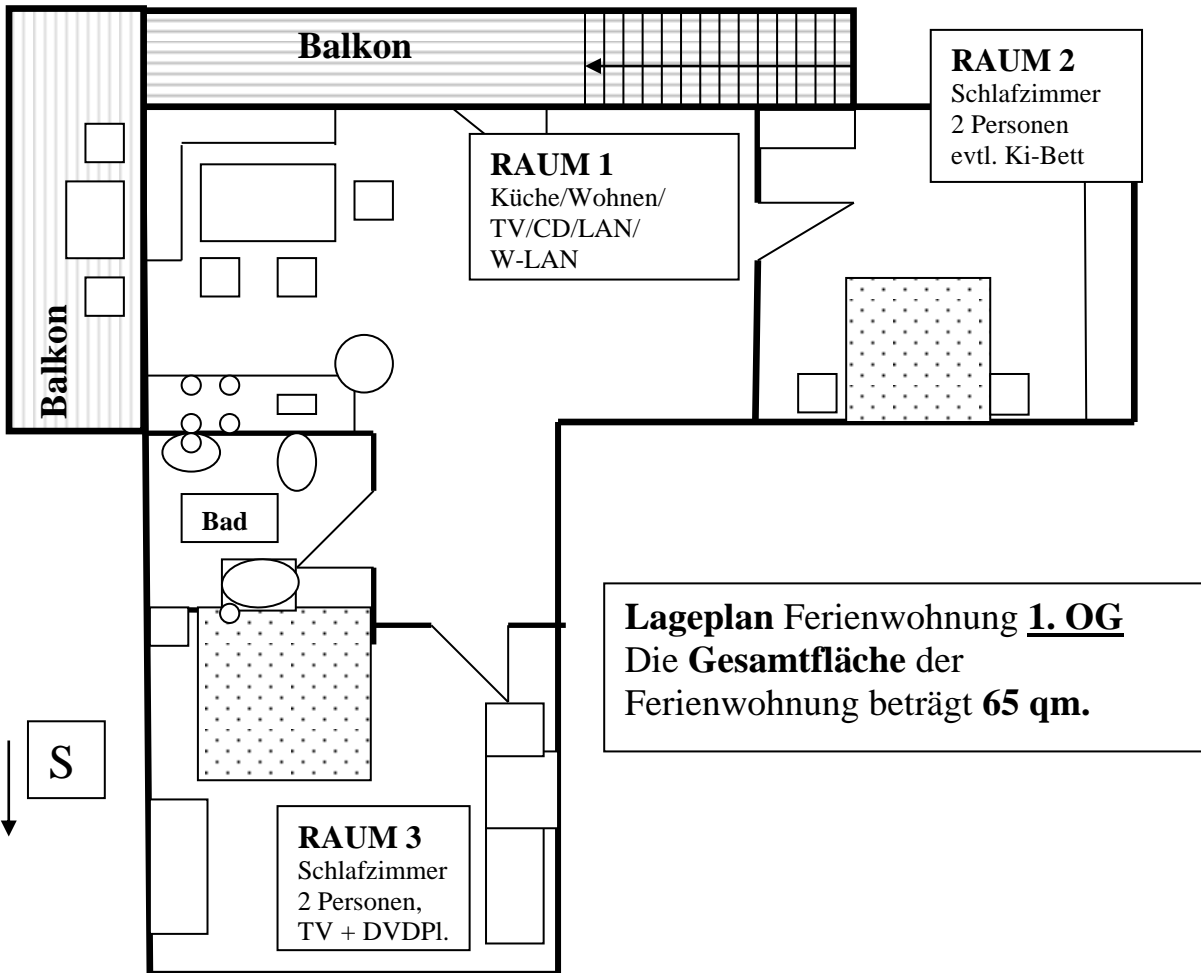 Balkon
RAUM 2
Schlafzimmer
2 Personen
evtl. Ki-Bett
RAUM 1
Küche/Wohnen/
TV/CD/LAN/
W-LAN
Balkon
Bad
Lageplan Ferienwohnung 1. OG
Die Gesamtfläche der
Ferienwohnung beträgt 65 qm.
S
RAUM 3
Schlafzimmer
2 Personen,
TV + DVDPl.